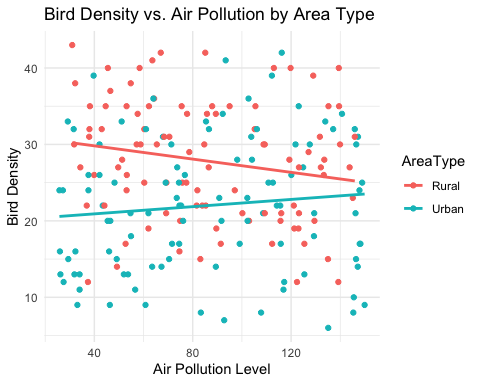 Bird Density vs. Air Pollution by Area Type
40
30
20
10
Bird Density
40
80
120
Air Pollution Level
AreaType
Rural
Urban